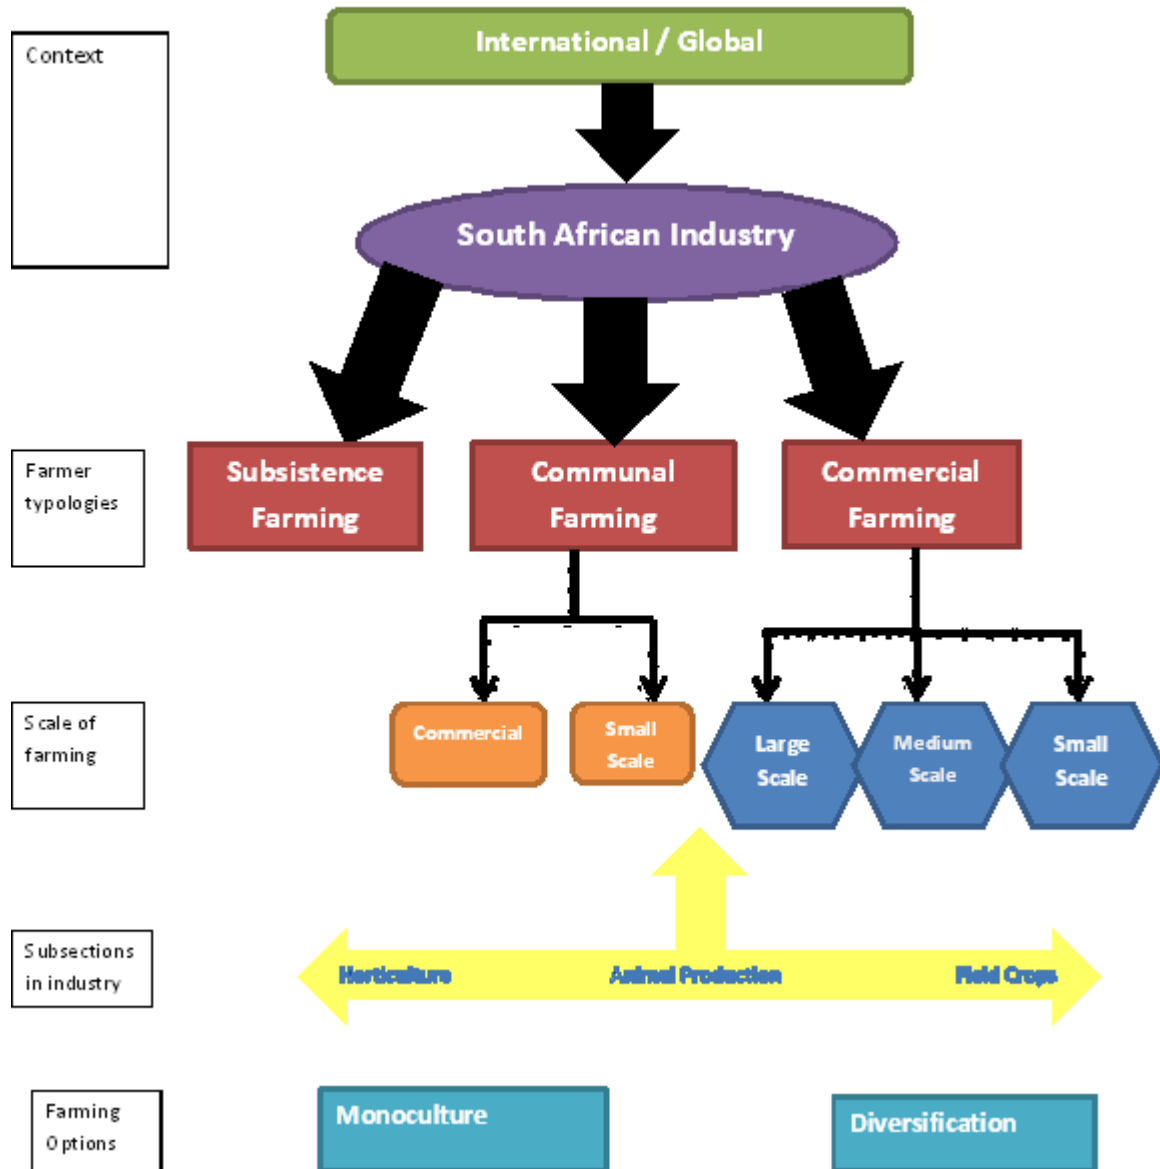 Context
International / Global
South African Industry
Farmer
typologies
Subsistence
Farming
Communal
Farming
Commercial
Farming
Scale of
farming
Commercial
Small
Scale
Large
Scale
Medium
Scale
Small
Scale
Subsections
in industry
Horticulture
Animal Production
Field Crops
Farming
Options
Monoculture
Diversification